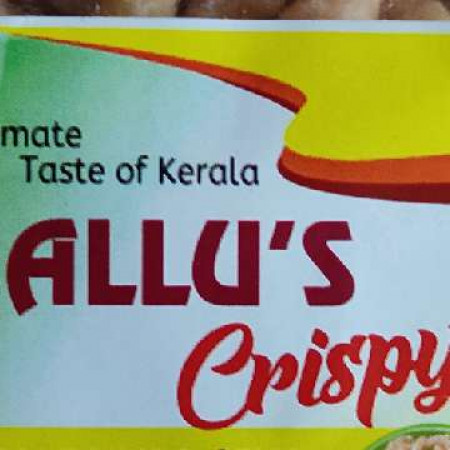 mate
Taste of Kerala
ALLU'S
Crispy